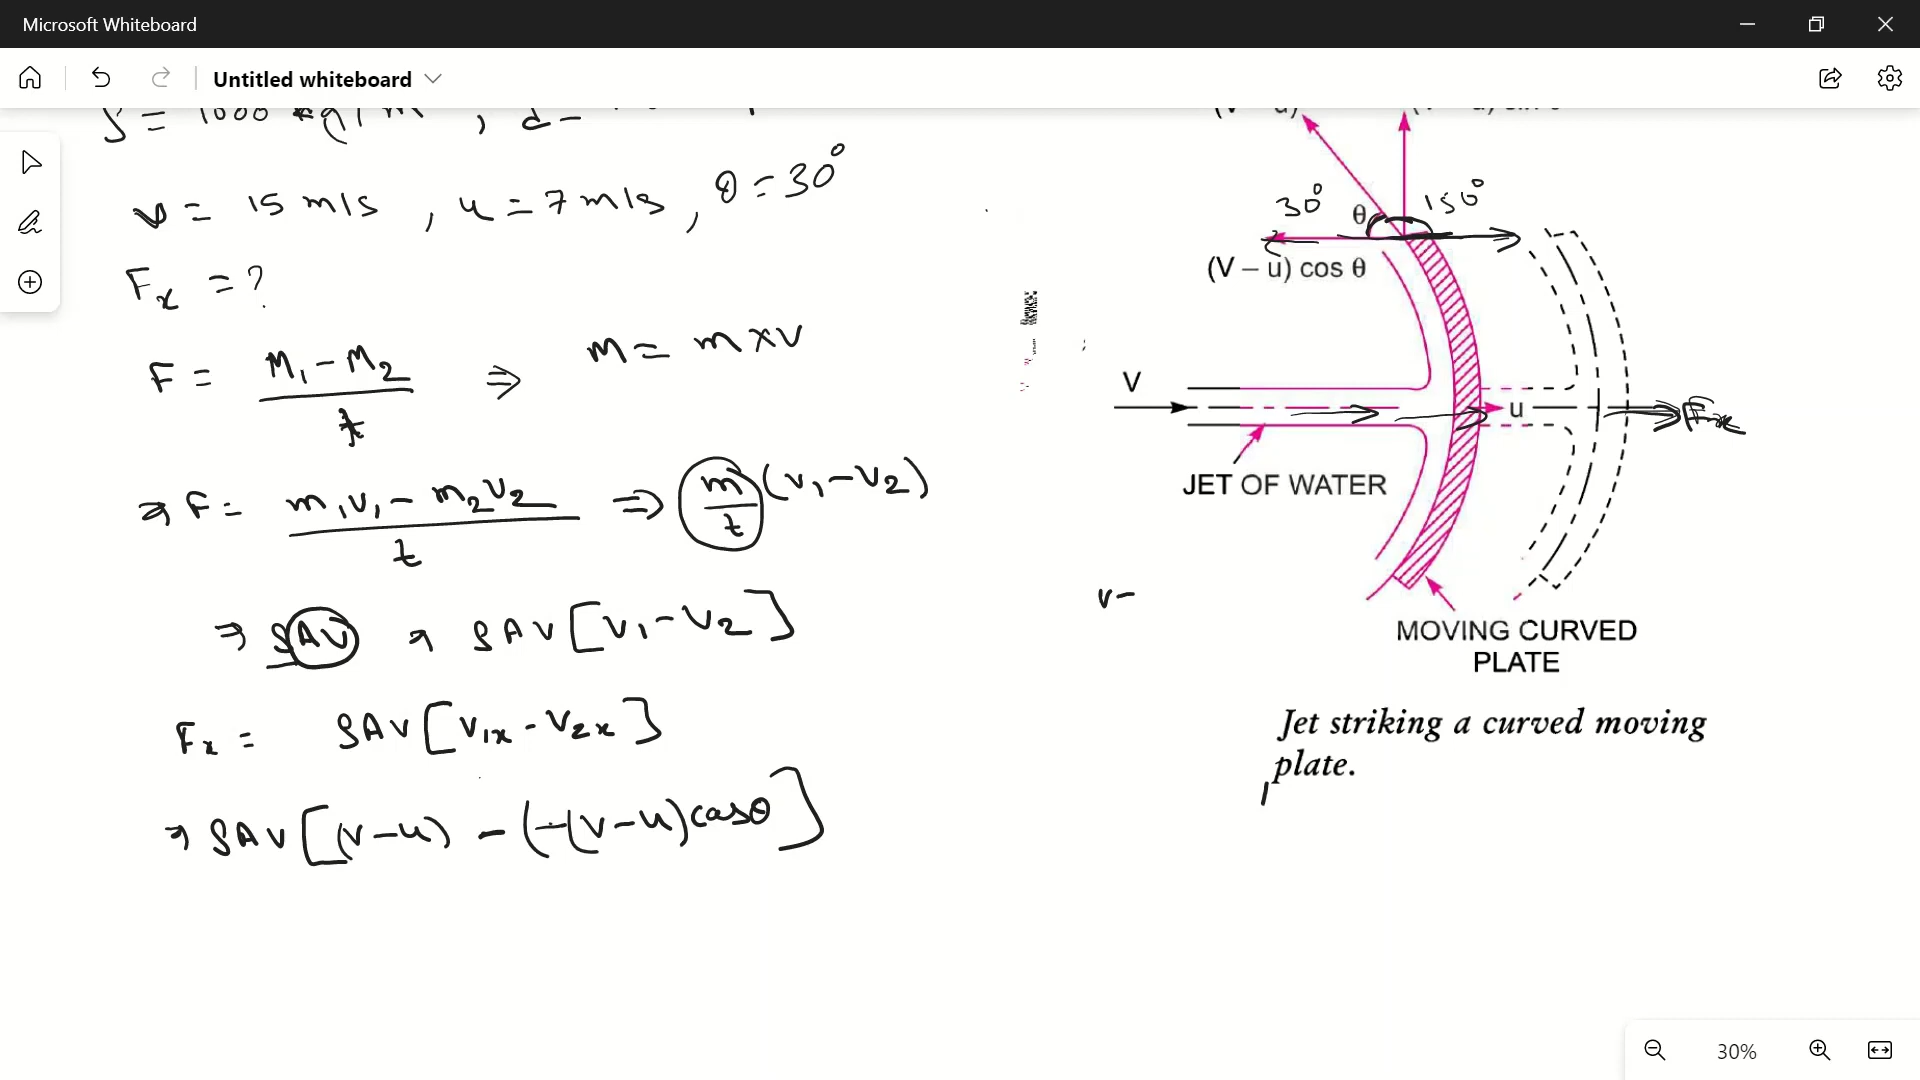 Microsoft Whiteboard
Untitled whiteboard
v = 15 m/s , u = 7 m/s , θ = 30°
Fx = ?
F = M1 - M2 / t ⇒ M = m x v
⇒ F = m1v1 - m2v2 / t ⇒ m/t (v1 - v2)
⇒ ρAV ⇒ ρAV [v1 - v2]
Fx = ρAV [V1x - V2x]
⇒ ρAV [(V-u) - (-(V-u) cosθ]
30° θ 150°
(V – u) cos θ
V
u
Fx
JET OF WATER
v -
MOVING CURVED
PLATE
Jet striking a curved moving
plate.
30%